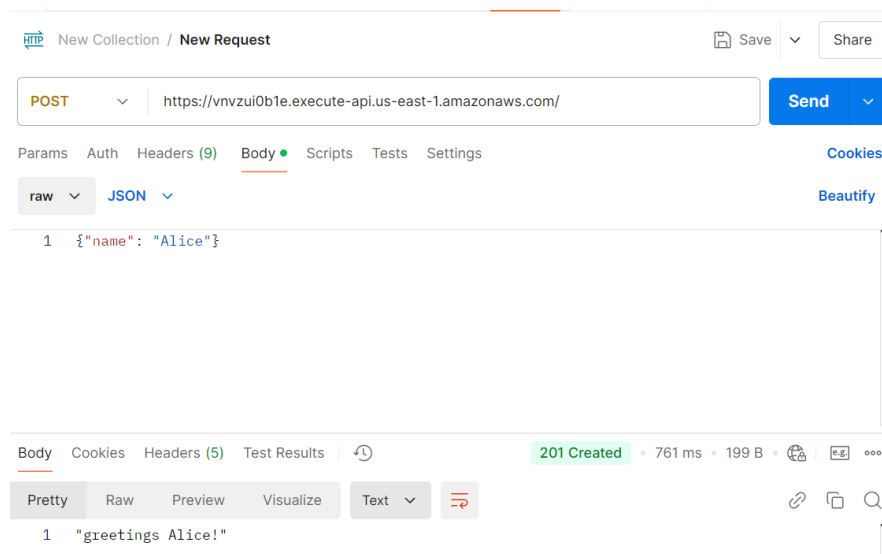 HTTP New Collection / New Request Save Share
POST https://vnvzui0b1e.execute-api.us-east-1.amazonaws.com/ Send
Params Auth Headers (9) Body Scripts Tests Settings Cookies
raw JSON Beautify
1 {"name": "Alice"}
Body Cookies Headers (5) Test Results 201 Created 761 ms 199 B e.g.
Pretty Raw Preview Visualize Text
1 "greetings Alice!"